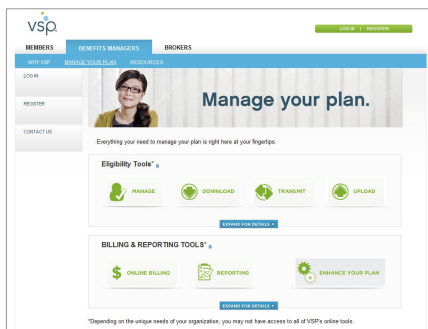 vsp.
LOG IN | REGISTER
MEMBERS BENEFITS MANAGERS BROKERS
WHY VSP MANAGE YOUR PLAN RESOURCES
LOG IN
REGISTER
CONTACT US
Manage your plan.
Everything your need to manage your plan is right here at your fingertips.
Eligibility Tools*
MANAGE DOWNLOAD TRANSMIT UPLOAD
EXPAND FOR DETAILS
BILLING & REPORTING TOOLS*
$ ONLINE BILLING REPORTING ENHANCE YOUR PLAN
EXPAND FOR DETAILS
*Depending on the unique needs of your organization, you may not have access to all of VSP's online tools